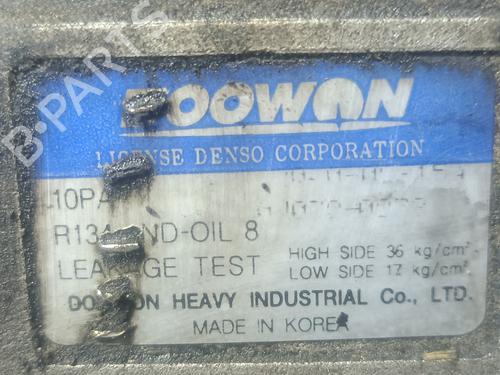 B-PARTS
DOOWON
LICENSE DENSO CORPORATION
10PA
ND-OIL 8
LEAKAGE TEST
HIGH SIDE 36 kg/cm²
LOW SIDE 17 kg/cm²
DOOWON HEAVY INDUSTRIAL Co., LTD.
MADE IN KOREA